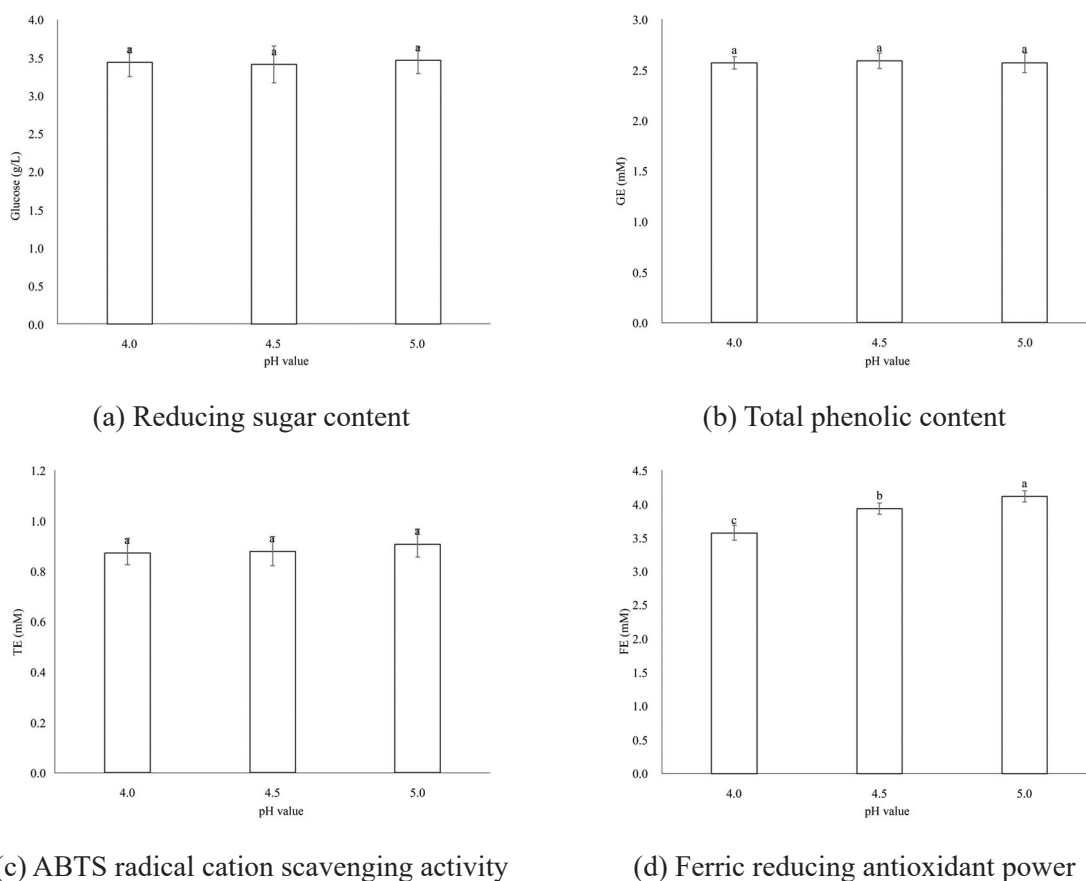 4.0
3.5
3.0
2.5
2.0
1.5
1.0
0.5
0.0
Glucose (g/L)
a a a
4.0 4.5 5.0
pH value
(a) Reducing sugar content
3.0
2.5
2.0
1.5
1.0
0.5
0.0
GE (mM)
a a a
4.0 4.5 5.0
pH value
(b) Total phenolic content
1.2
1.0
0.8
0.6
0.4
0.2
0.0
TE (mM)
a a a
4.0 4.5 5.0
pH value
(c) ABTS radical cation scavenging activity
4.5
4.0
3.5
3.0
2.5
2.0
1.5
1.0
0.5
0.0
FE (mM)
c b a
4.0 4.5 5.0
pH value
(d) Ferric reducing antioxidant power